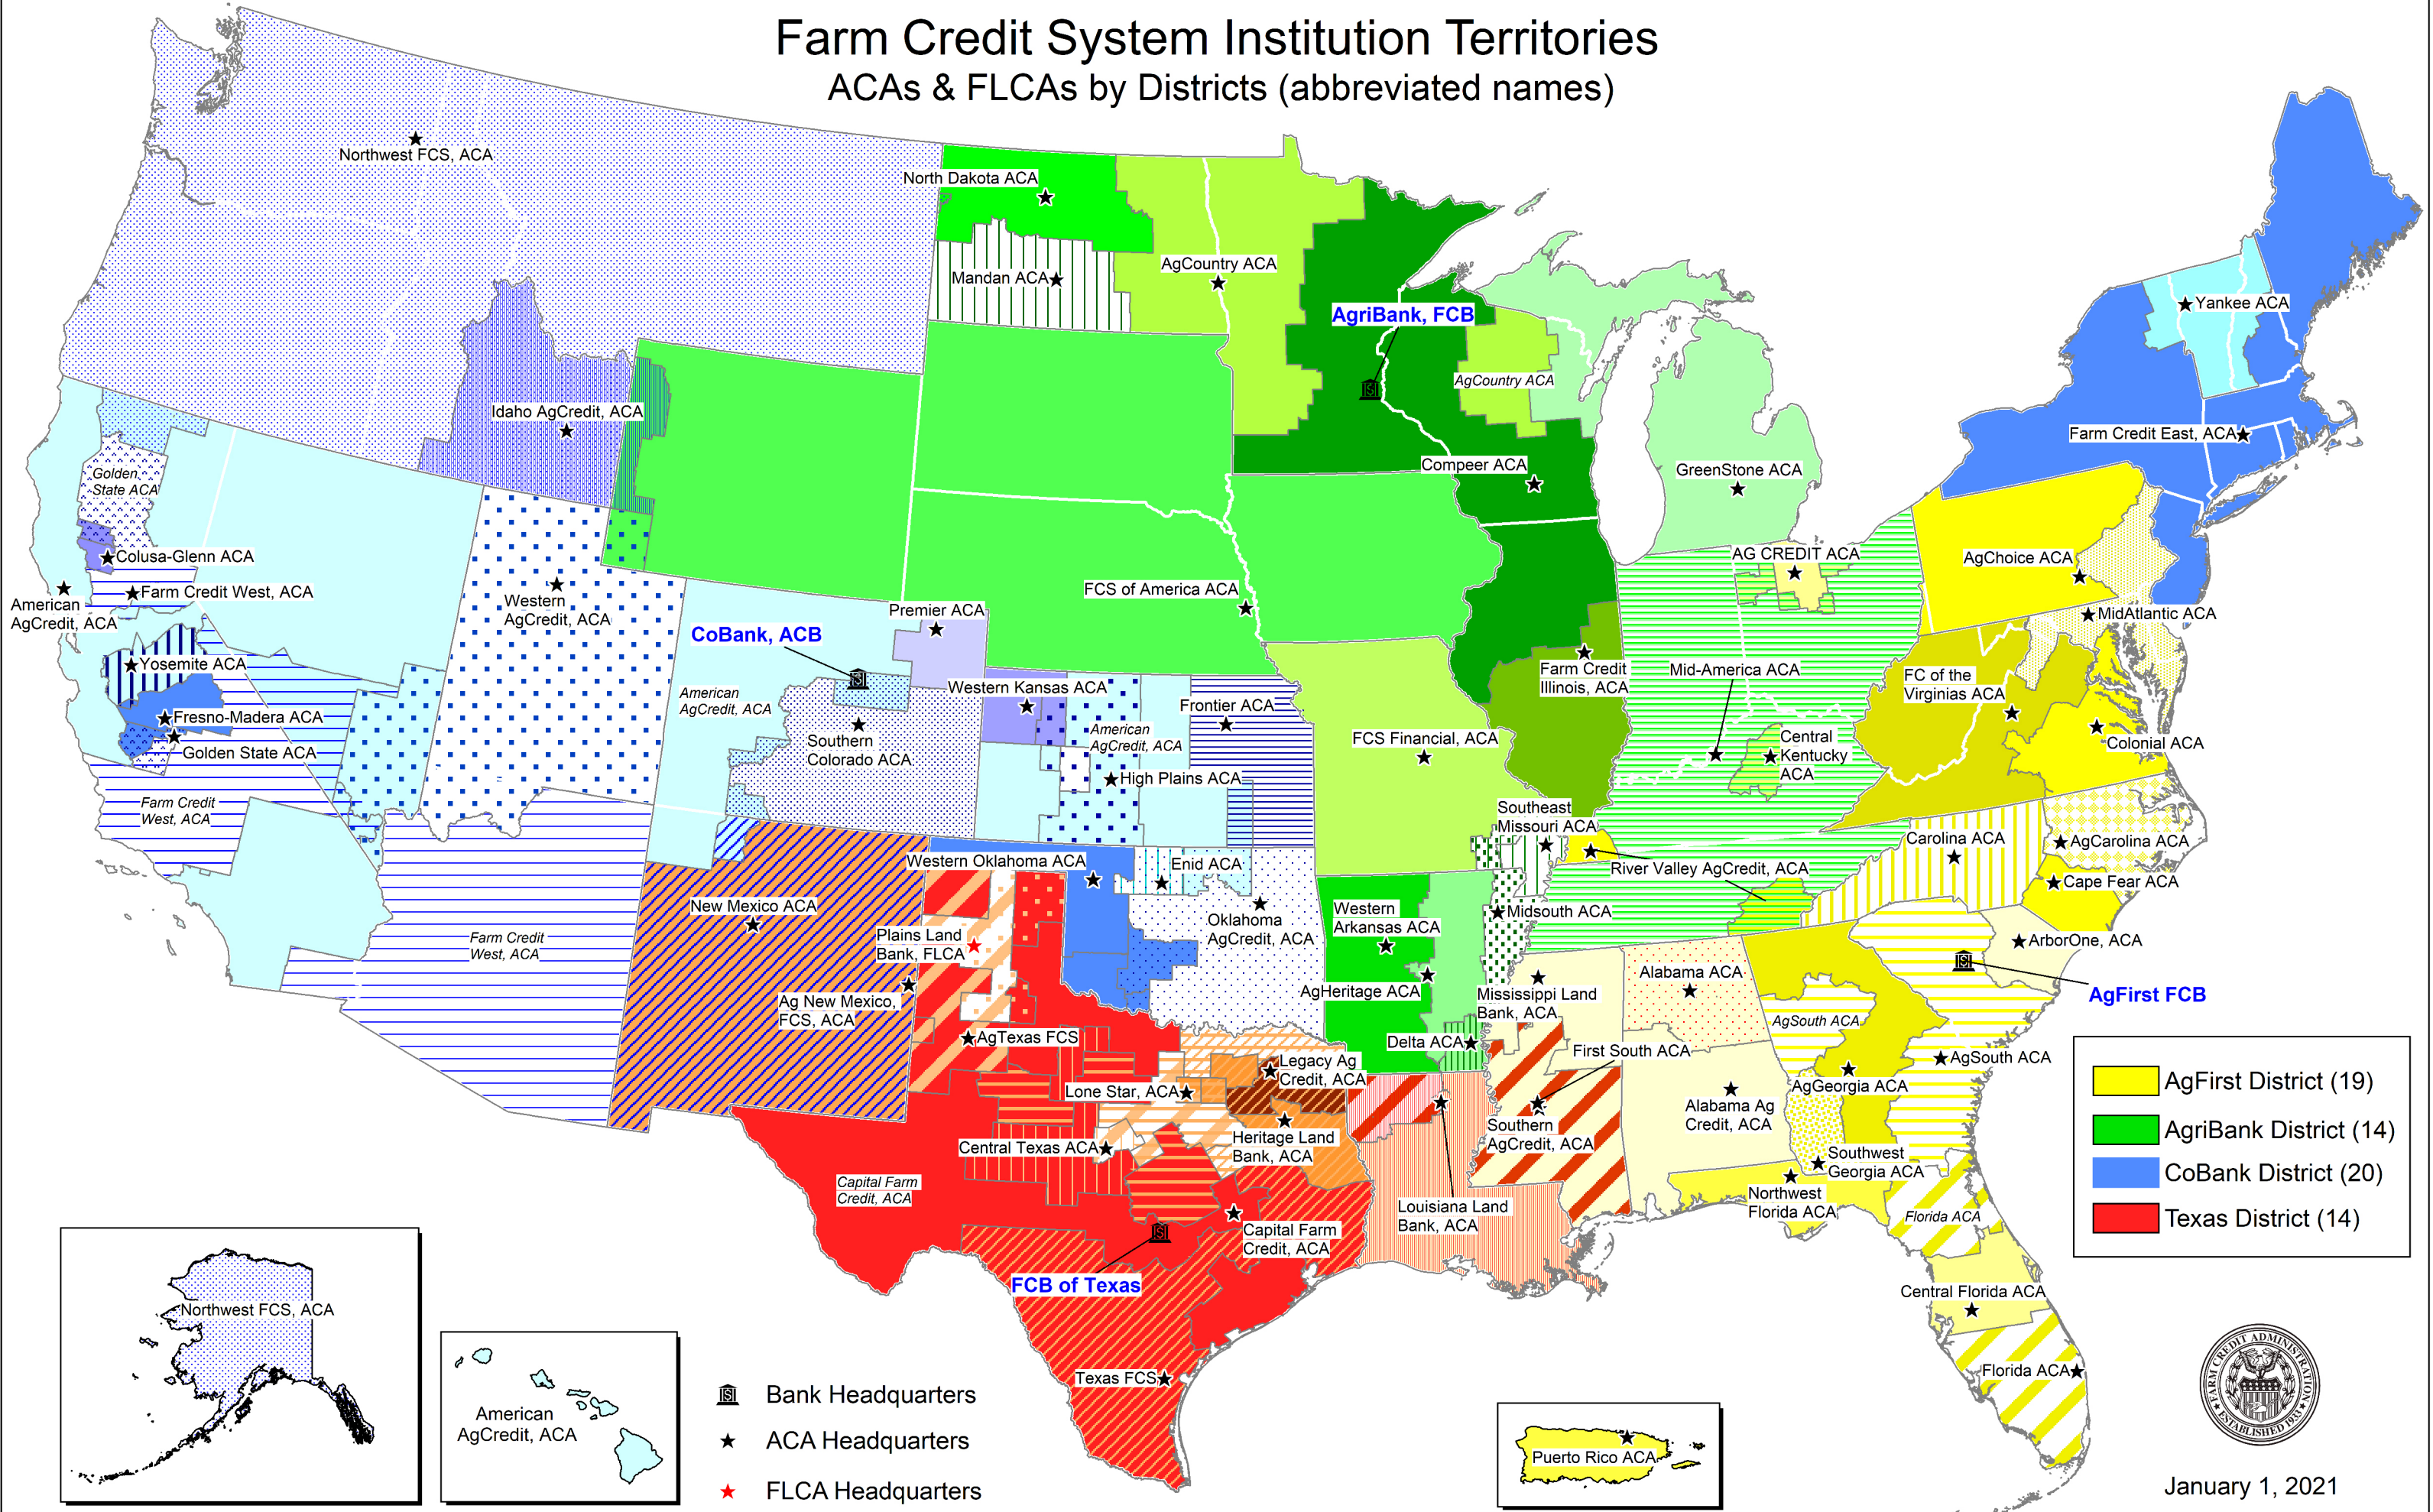 Farm Credit System Institution Territories
ACAs & FLCAs by Districts (abbreviated names)
Northwest FCS, ACA
North Dakota ACA
Mandan ACA
AgCountry ACA
AgriBank, FCB
AgCountry ACA
Yankee ACA
Idaho AgCredit, ACA
Farm Credit East, ACA
Compeer ACA
GreenStone ACA
Golden
State ACA
Colusa-Glenn ACA
AG CREDIT ACA
AgChoice ACA
Farm Credit West, ACA
American
AgCredit, ACA
Western
AgCredit, ACA
FCS of America ACA
Premier ACA
MidAtlantic ACA
CoBank, ACB
Yosemite ACA
Farm Credit
Illinois, ACA
Mid-America ACA
FC of the
Virginias ACA
American
AgCredit, ACA
Western Kansas ACA
Frontier ACA
Fresno-Madera ACA
Golden State ACA
Southern
Colorado ACA
American
AgCredit, ACA
FCS Financial, ACA
Central
Kentucky
ACA
Colonial ACA
High Plains ACA
Farm Credit
West, ACA
Southeast
Missouri ACA
Carolina ACA
AgCarolina ACA
Western Oklahoma ACA
Enid ACA
River Valley AgCredit, ACA
Cape Fear ACA
New Mexico ACA
Oklahoma
AgCredit, ACA
Western
Arkansas ACA
Midsouth ACA
Plains Land
Bank, FLCA
Farm Credit
West, ACA
ArborOne, ACA
Alabama ACA
AgHeritage ACA
Mississippi Land
Bank, ACA
AgFirst FCB
Ag New Mexico,
FCS, ACA
AgSouth ACA
AgTexas FCS
Delta ACA
First South ACA
Legacy Ag
Credit, ACA
AgSouth ACA
Lone Star, ACA
AgGeorgia ACA
Alabama Ag
Credit, ACA
Southern
AgCredit, ACA
Central Texas ACA
Heritage Land
Bank, ACA
Southwest
Georgia ACA
Capital Farm
Credit, ACA
Northwest
Florida ACA
Louisiana Land
Bank, ACA
Florida ACA
Capital Farm
Credit, ACA
FCB of Texas
Central Florida ACA
Texas FCS
Florida ACA
AgFirst District (19)
AgriBank District (14)
CoBank District (20)
Texas District (14)
Northwest FCS, ACA
American
AgCredit, ACA
Bank Headquarters
ACA Headquarters
FLCA Headquarters
Puerto Rico ACA
FARM CREDIT ADMINISTRATION
ESTABLISHED 1933
January 1, 2021